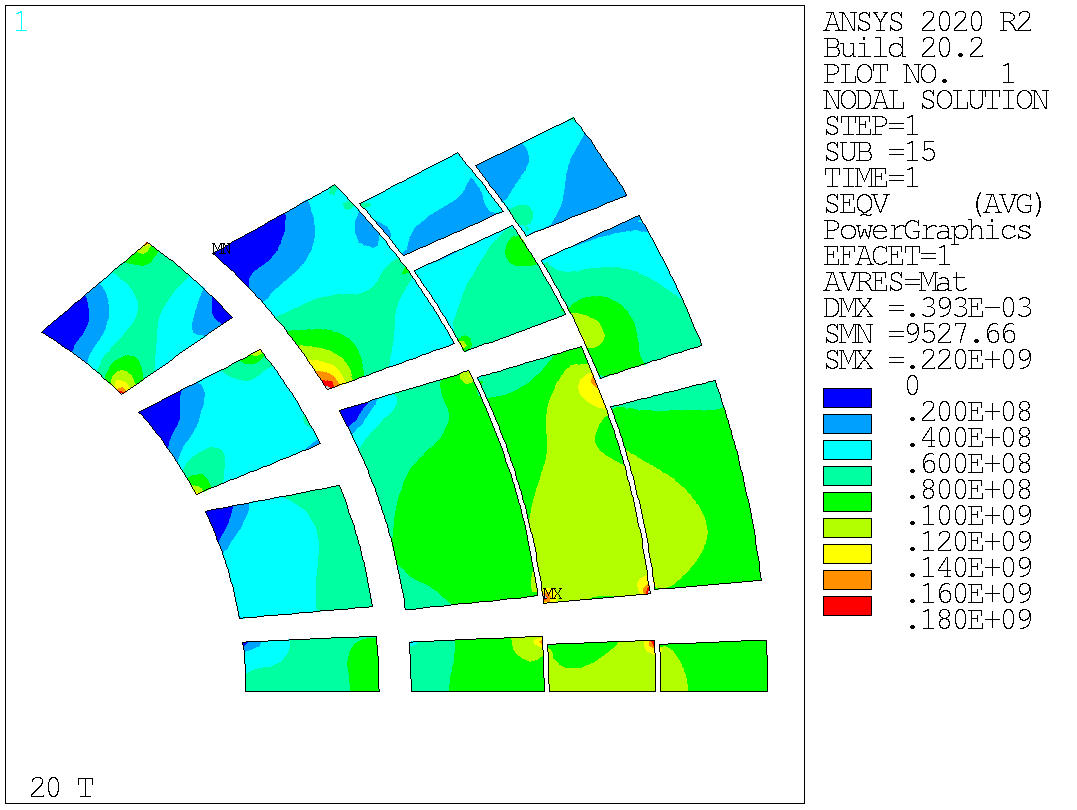 1
ANSYS 2020 R2
Build 20.2
PLOT NO.   1
NODAL SOLUTION
STEP=1
SUB =15
TIME=1
SEQV     (AVG)
PowerGraphics
EFACET=1
AVRES=Mat
DMX =.393E-03
SMN =9527.66
SMX =.220E+09
0
.200E+08
.400E+08
.600E+08
.800E+08
.100E+09
.120E+09
.140E+09
.160E+09
.180E+09
MN
MX
20 T